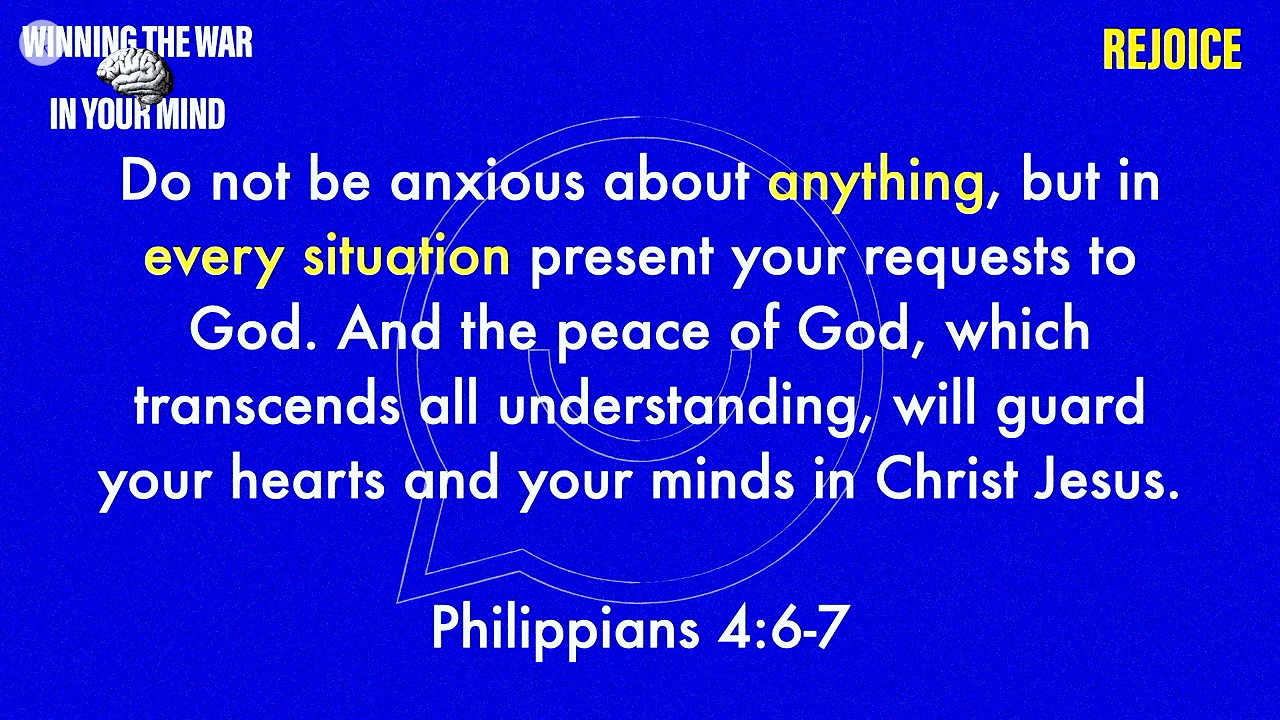 WINNING THE WAR
IN YOUR MIND
REJOICE
Do not be anxious about anything, but in
every situation present your requests to
God. And the peace of God, which
transcends all understanding, will guard
your hearts and your minds in Christ Jesus.
Philippians 4:6-7